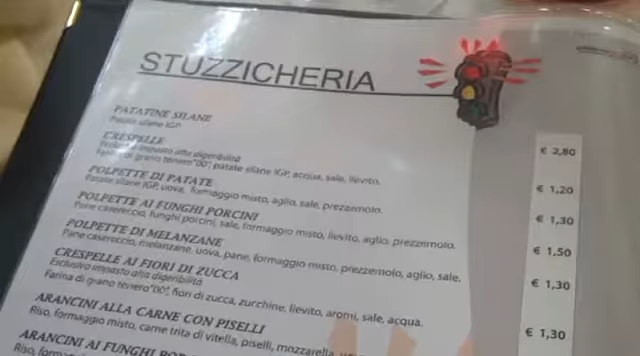 STUZZICHERIA
PATATINE SILANE
Patate silane IGP
€ 2,80
CRESPELLE
Esclusivo impasto alta digeribilità
Farina di grano tenero"00", patate silane IGP, acqua, sale, lievito.
€ 1,20
POLPETTE DI PATATE
Patate silane IGP, uova, formaggio misto, aglio, sale, prezzemolo.
€ 1,30
POLPETTE AI FUNGHI PORCINI
Pane casereccio, funghi porcini, sale, formaggio misto, lievito, aglio, prezzemolo.
€ 1,50
POLPETTE DI MELANZANE
Pane casereccio, melanzane, uova, pane, formaggio misto, prezzemolo, aglio, sale.
€ 1,30
CRESPELLE AI FIORI DI ZUCCA
Esclusivo impasto alta digeribilità
Farina di grano tenero"00", fiori di zucca, zucchine, lievito, aromi, sale, acqua.
€ 1,30
ARANCINI ALLA CARNE CON PISELLI
Riso, formaggio misto, carne trita di vitella, piselli, mozzarella,
ARANCINI AI FUNGHI
Riso,